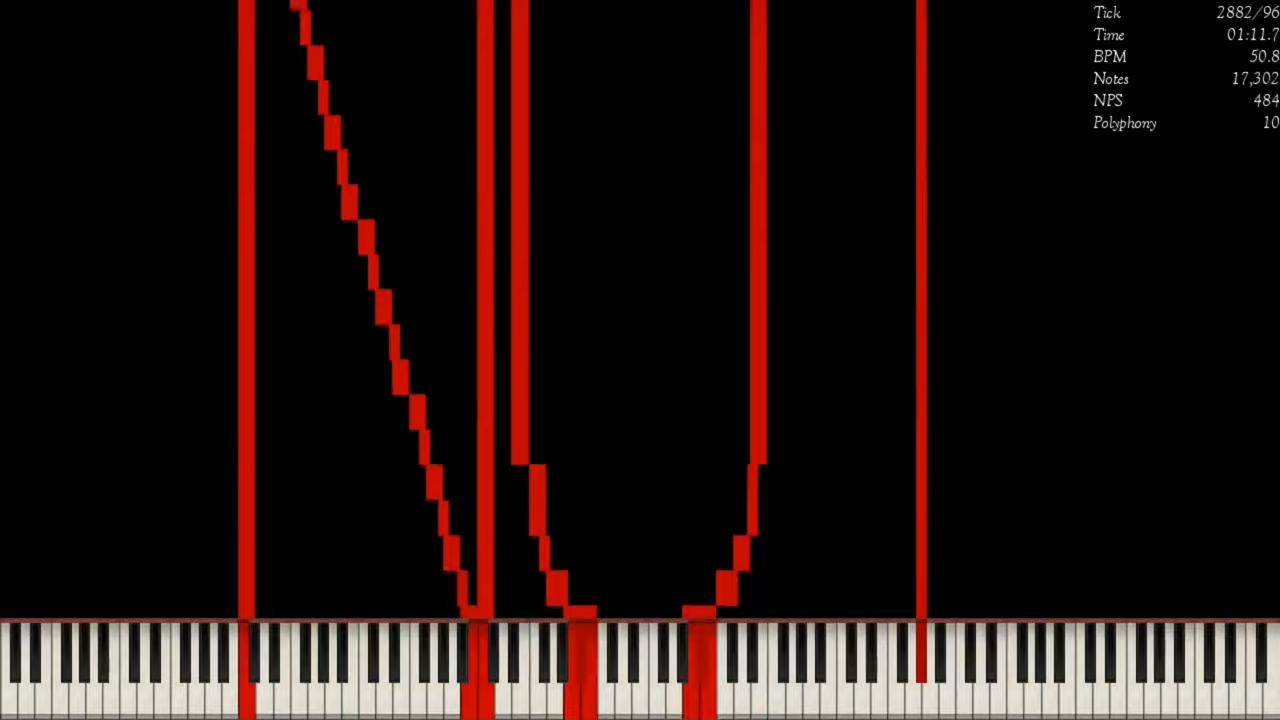 Tick 2882/96
Time 01:11.7
BPM 50.8
Notes 17,302
NPS 484
Polyphony 10